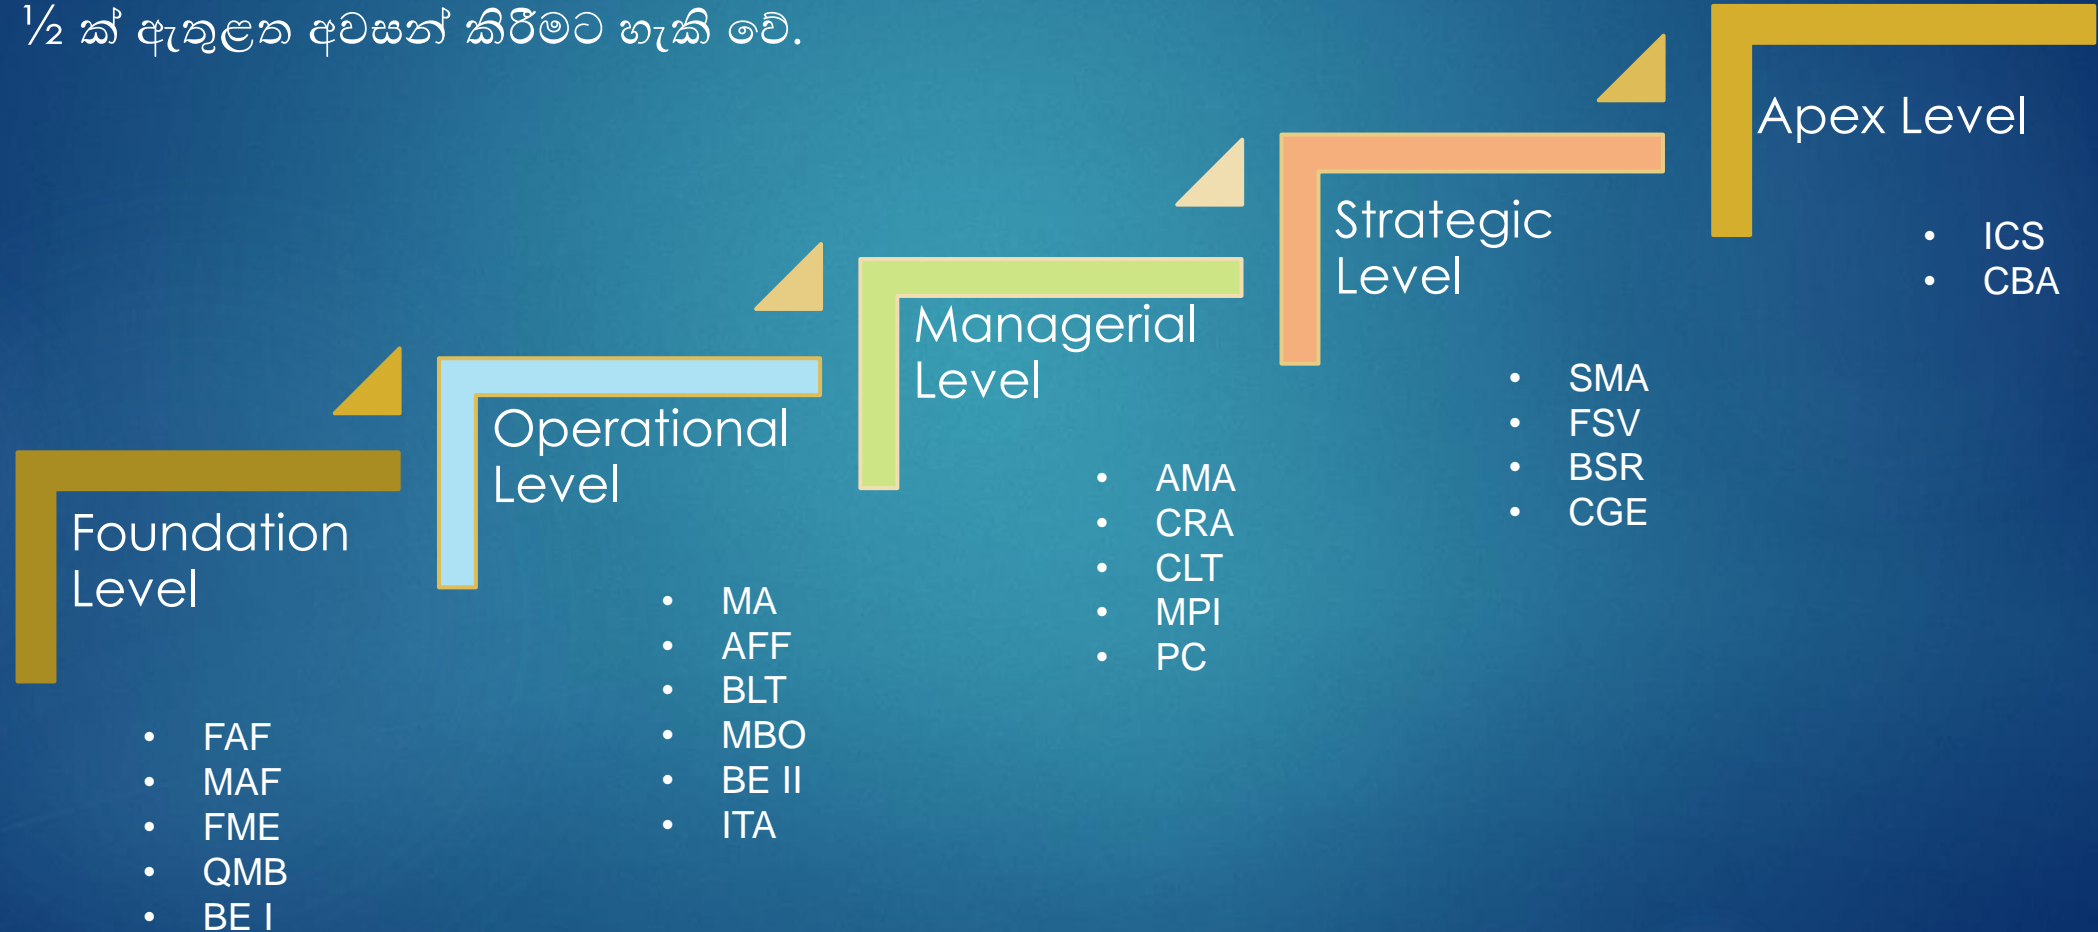 ½ ක් ඇතුළත අවසන් කිරීමට හැකි වේ.
Foundation
Level
• FAF
• MAF
• FME
• QMB
• BE I
Operational
Level
• MA
• AFF
• BLT
• MBO
• BE II
• ITA
Managerial
Level
• AMA
• CRA
• CLT
• MPI
• PC
Strategic
Level
• SMA
• FSV
• BSR
• CGE
Apex Level
• ICS
• CBA